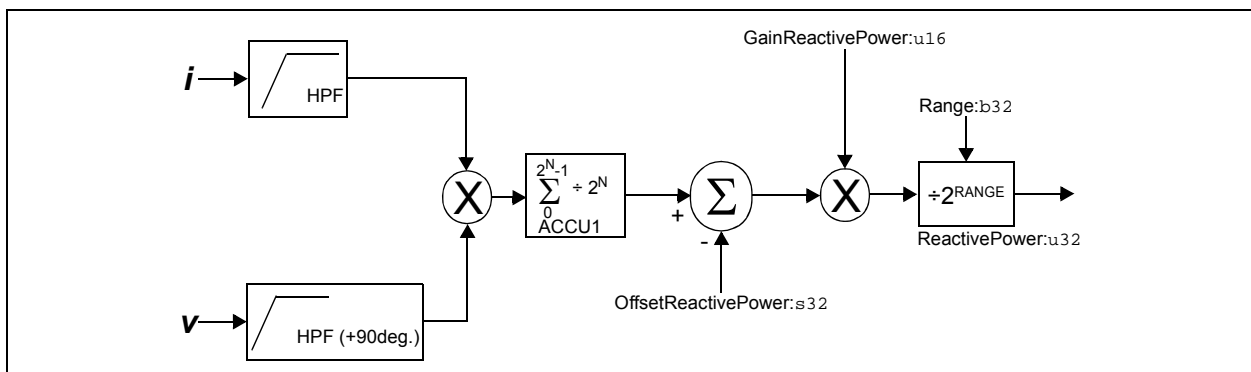 GainReactivePower:u16
i
HPF
Range:b32
X
2^N-1
∑ ÷ 2^N
0
ACCU1
+
Σ
-
X
÷2^RANGE
ReactivePower:u32
OffsetReactivePower:s32
v
HPF (+90deg.)